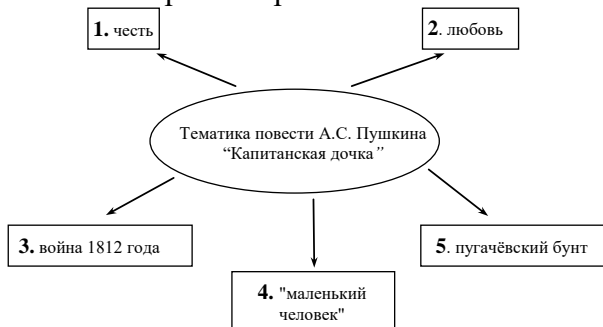 1. честь
2. любовь
Тематика повести А.С. Пушкина
“Капитанская дочка”
3. война 1812 года
4. "маленький
человек"
5. пугачёвский бунт